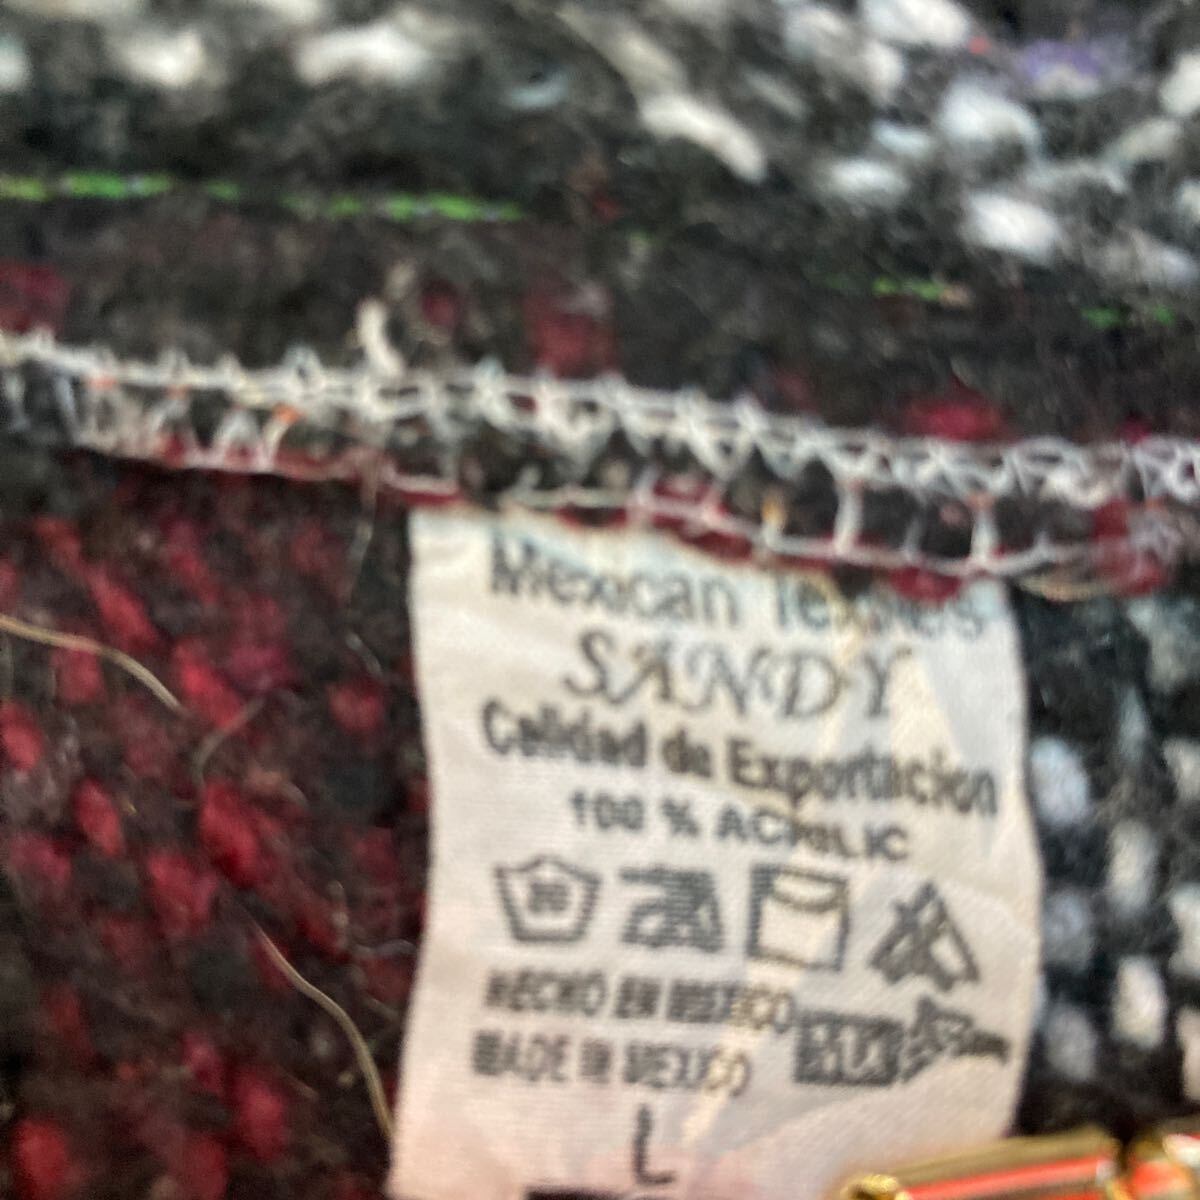 Mexican Textiles
SANDY
Calidad de Exportacion
100 % ACRILIC
HECHO EN MEXICO
MADE IN MEXICO
L